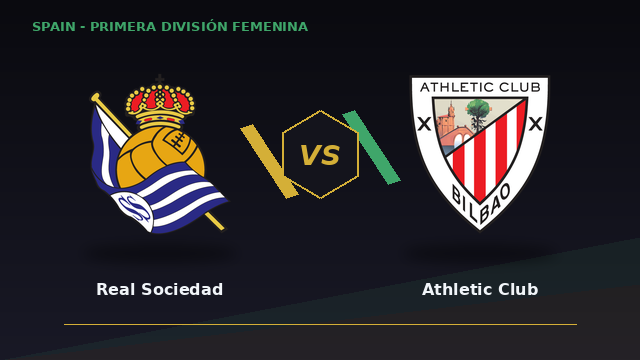 SPAIN - PRIMERA DIVISIÓN FEMENINA
ATHLETIC CLUB
X X
BILBAO
VS
Real Sociedad
Athletic Club